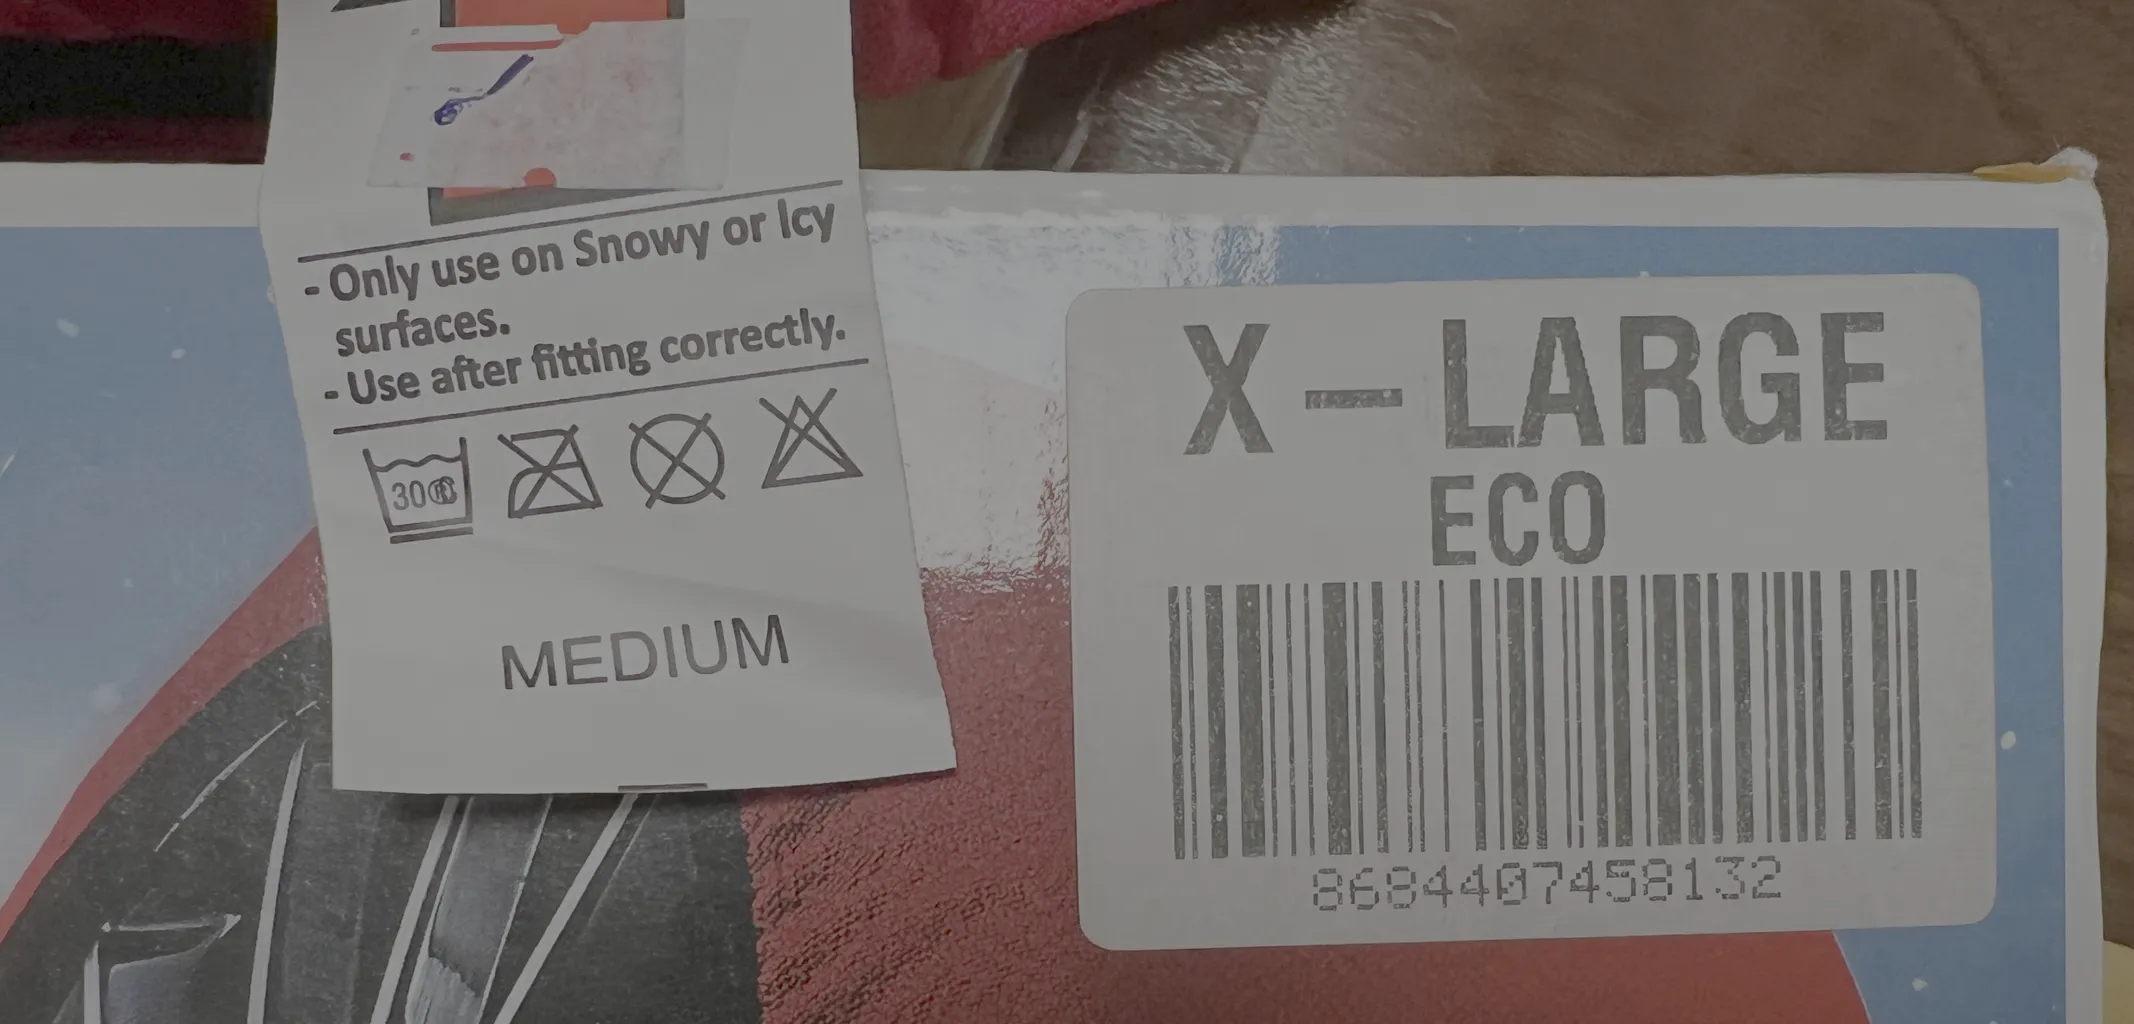 - Only use on Snowy or Icy
surfaces.
- Use after fitting correctly.
MEDIUM
X - LARGE
ECO
8684407458132